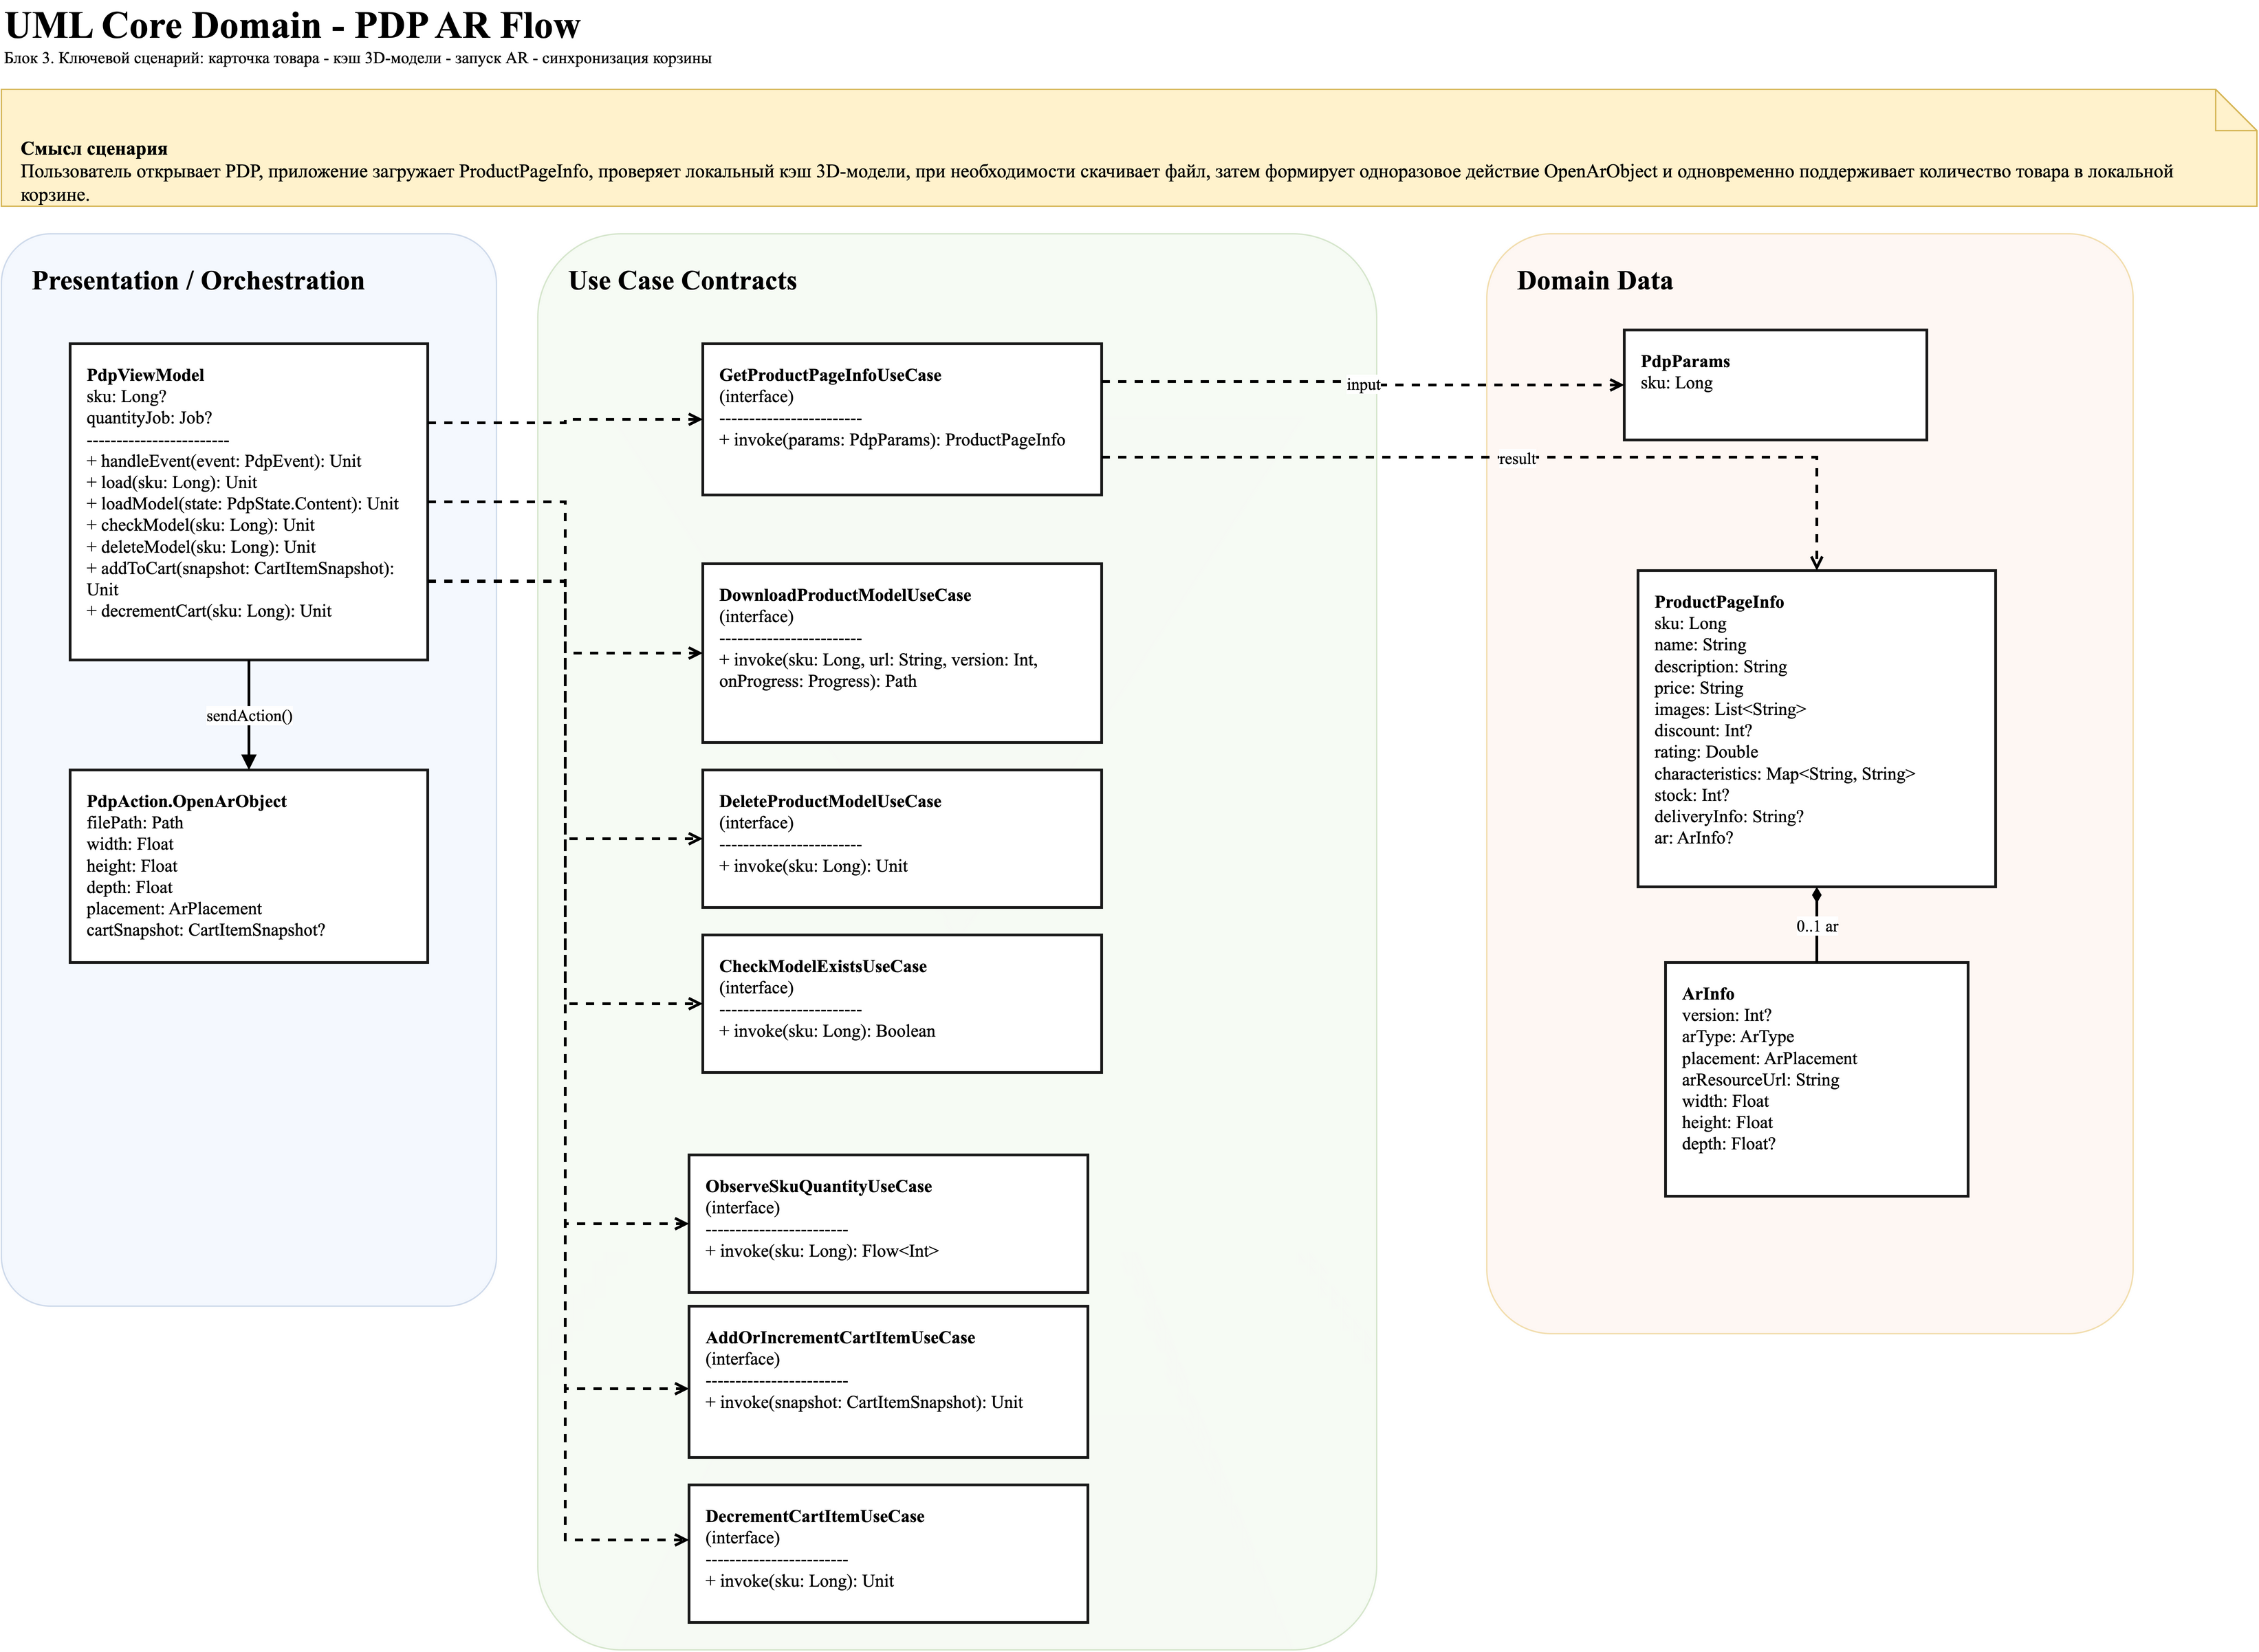 UML Core Domain - PDP AR Flow
Блок 3. Ключевой сценарий: карточка товара - кэш 3D-модели - запуск AR - синхронизация корзины
Смысл сценария
Пользователь открывает PDP, приложение загружает ProductPageInfo, проверяет локальный кэш 3D-модели, при необходимости скачивает файл, затем формирует одноразовое действие OpenArObject и одновременно поддерживает количество товара в локальной
корзине.
Presentation / Orchestration
PdpViewModel
sku: Long?
quantityJob: Job?
------------------------
+ handleEvent(event: PdpEvent): Unit
+ load(sku: Long): Unit
+ loadModel(state: PdpState.Content): Unit
+ checkModel(sku: Long): Unit
+ deleteModel(sku: Long): Unit
+ addToCart(snapshot: CartItemSnapshot):
Unit
+ decrementCart(sku: Long): Unit
sendAction()
PdpAction.OpenArObject
filePath: Path
width: Float
height: Float
depth: Float
placement: ArPlacement
cartSnapshot: CartItemSnapshot?
Use Case Contracts
GetProductPageInfoUseCase
(interface)
------------------------
+ invoke(params: PdpParams): ProductPageInfo
DownloadProductModelUseCase
(interface)
------------------------
+ invoke(sku: Long, url: String, version: Int,
onProgress: Progress): Path
DeleteProductModelUseCase
(interface)
------------------------
+ invoke(sku: Long): Unit
CheckModelExistsUseCase
(interface)
------------------------
+ invoke(sku: Long): Boolean
ObserveSkuQuantityUseCase
(interface)
------------------------
+ invoke(sku: Long): Flow<Int>
AddOrIncrementCartItemUseCase
(interface)
------------------------
+ invoke(snapshot: CartItemSnapshot): Unit
DecrementCartItemUseCase
(interface)
------------------------
+ invoke(sku: Long): Unit
input
result
Domain Data
PdpParams
sku: Long
ProductPageInfo
sku: Long
name: String
description: String
price: String
images: List<String>
discount: Int?
rating: Double
characteristics: Map<String, String>
stock: Int?
deliveryInfo: String?
ar: ArInfo?
0..1 ar
ArInfo
version: Int?
arType: ArType
placement: ArPlacement
arResourceUrl: String
width: Float
height: Float
depth: Float?